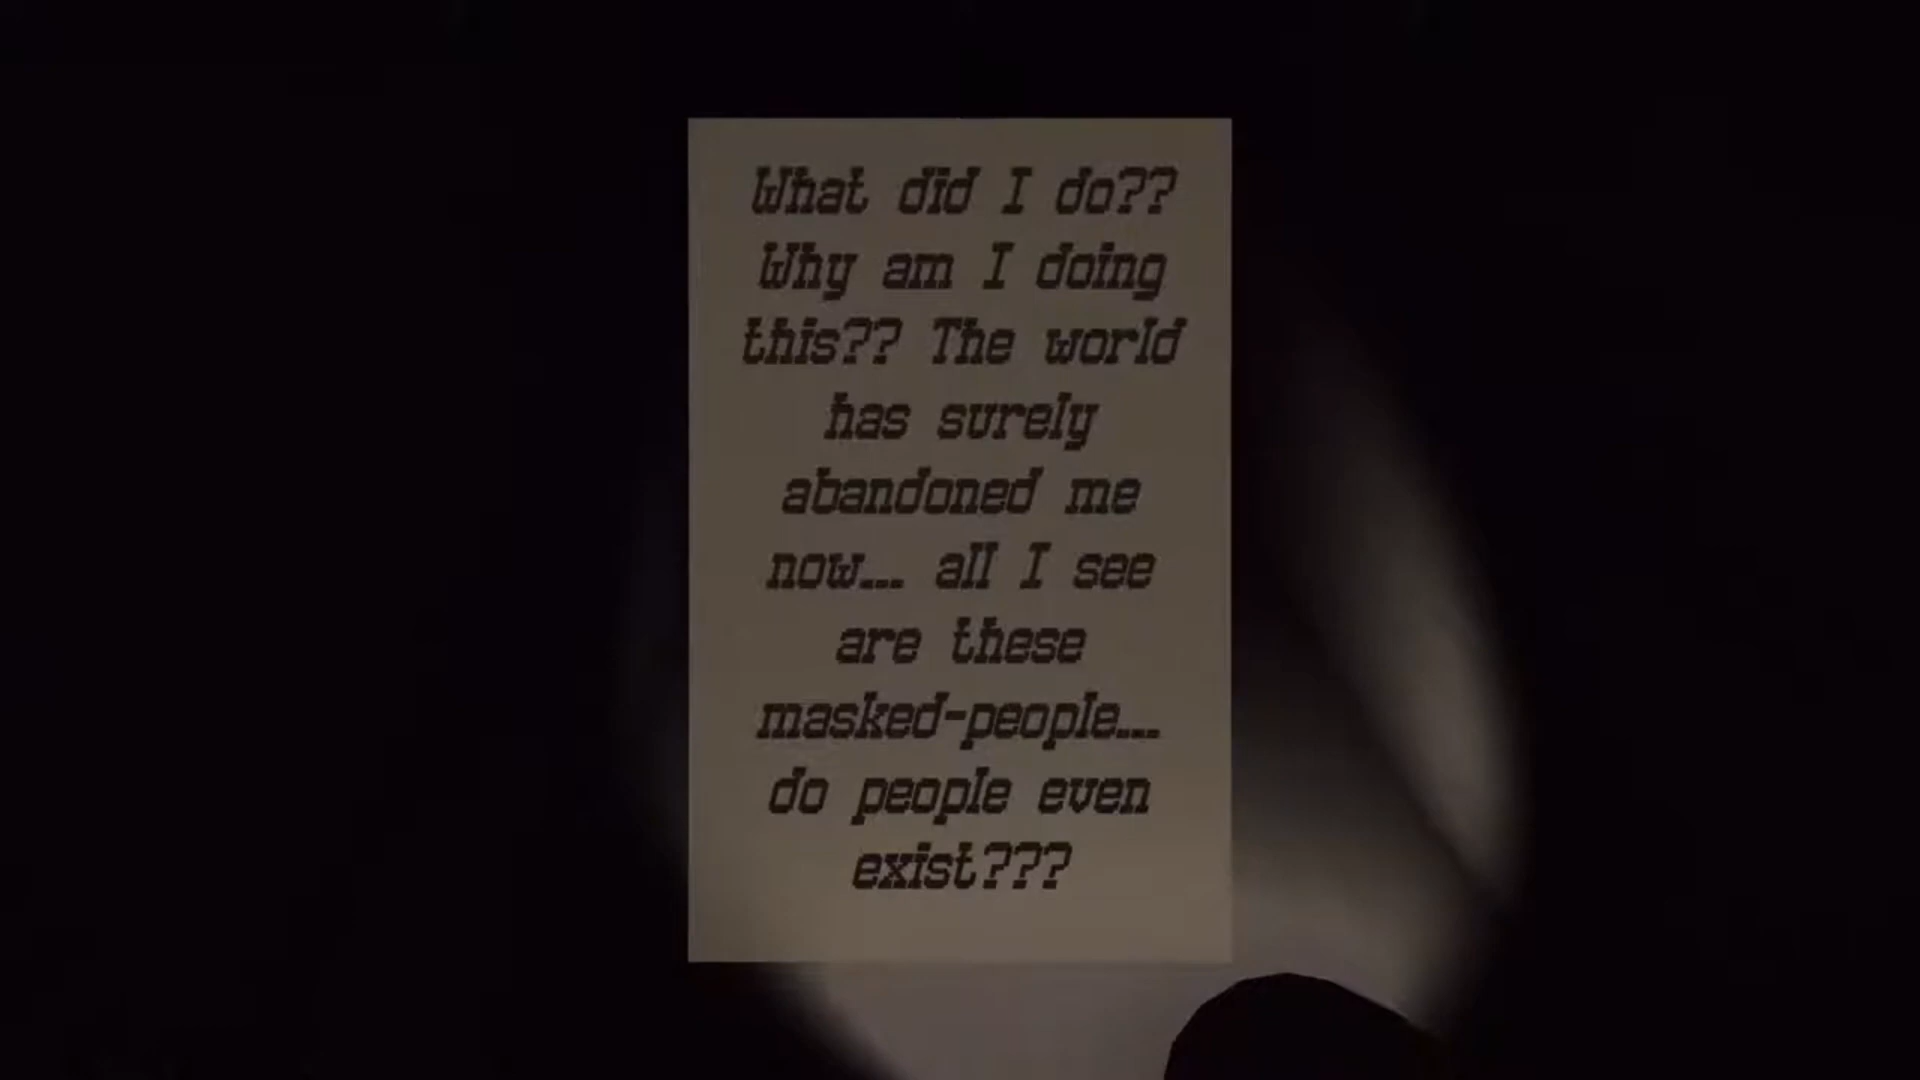 What did I do??
Why am I doing
this?? The world
has surely
abandoned me
now... all I see
are these
masked-people...
do people even
exist???